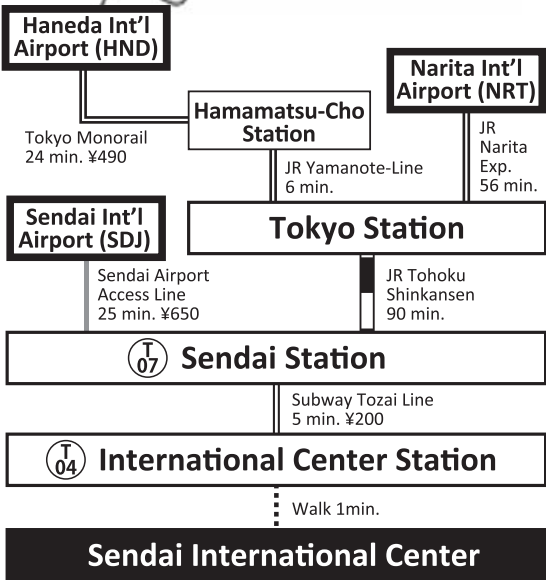 Haneda Int'l
Airport (HND)
Narita Int'l
Airport (NRT)
Hamamatsu-Cho
Station
Tokyo Monorail
24 min. ¥490
JR
Narita
Exp.
56 min.
JR Yamanote-Line
6 min.
Sendai Int'l
Airport (SDJ)
Tokyo Station
Sendai Airport
Access Line
25 min. ¥650
JR Tohoku
Shinkansen
90 min.
T
07
Sendai Station
Subway Tozai Line
5 min. ¥200
T
04
International Center Station
Walk 1min.
Sendai International Center